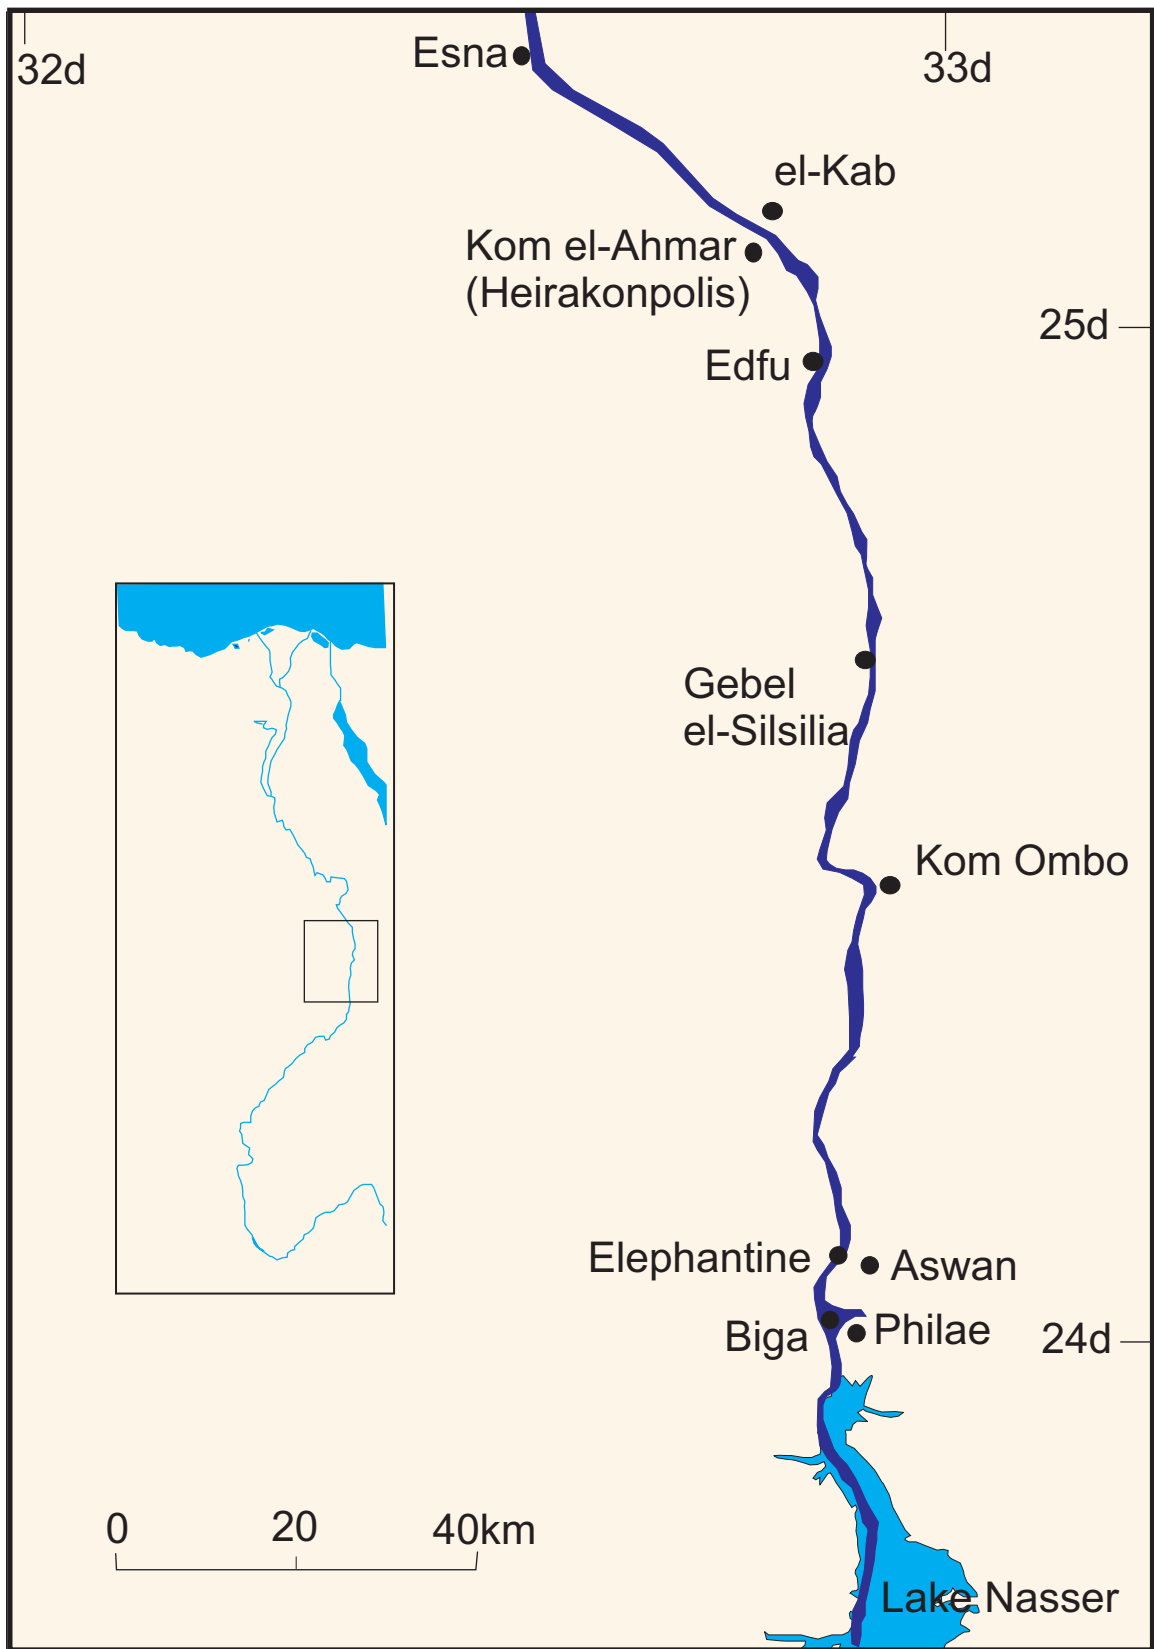 32d
Esna
33d
el-Kab
Kom el-Ahmar
(Heirakonpolis)
25d
Edfu
Gebel
el-Silsilia
Kom Ombo
Elephantine
Aswan
Biga
Philae
24d
0 20 40km
Lake Nasser